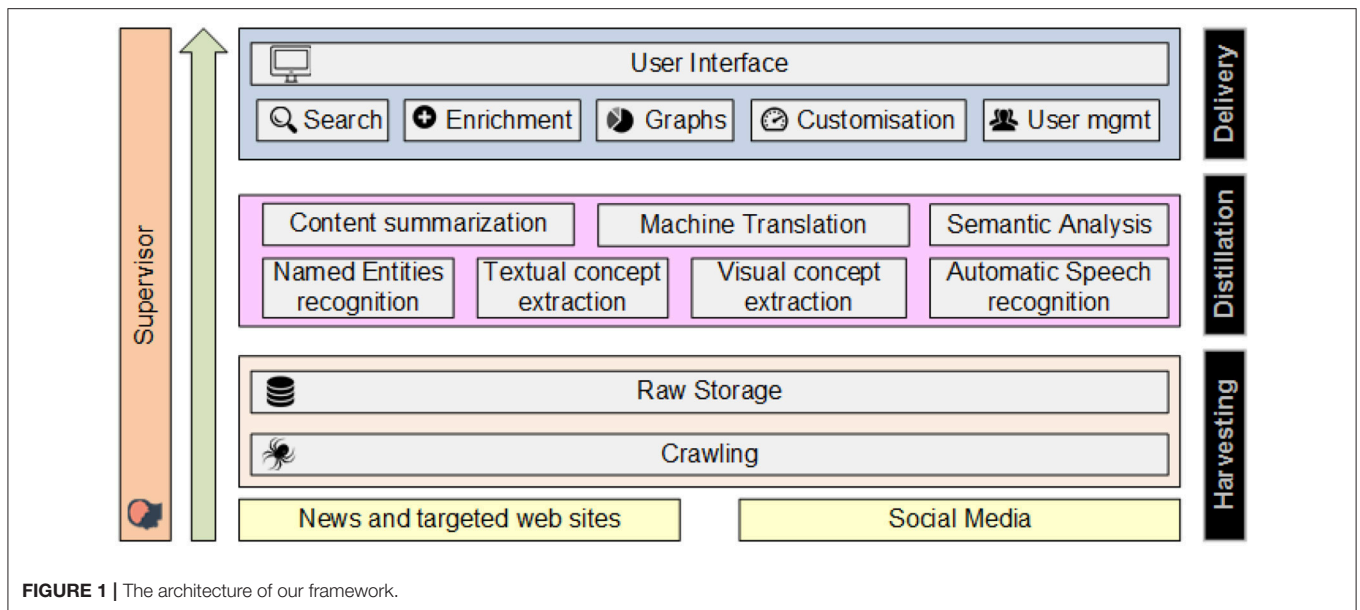 Supervisor
User Interface
Search
Enrichment
Graphs
Customisation
User mgmt
Delivery
Content summarization
Machine Translation
Semantic Analysis
Named Entities
recognition
Textual concept
extraction
Visual concept
extraction
Automatic Speech
recognition
Distillation
Raw Storage
Crawling
News and targeted web sites
Social Media
Harvesting
FIGURE 1 | The architecture of our framework.